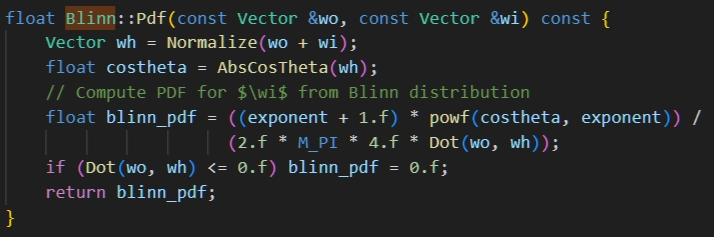 float Blinn::Pdf(const Vector &wo, const Vector &wi) const {
    Vector wh = Normalize(wo + wi);
    float costheta = AbsCosTheta(wh);
    // Compute PDF for $\wi$ from Blinn distribution
    float blinn_pdf = ((exponent + 1.f) * powf(costheta, exponent)) /
                      (2.f * M_PI * 4.f * Dot(wo, wh));
    if (Dot(wo, wh) <= 0.f) blinn_pdf = 0.f;
    return blinn_pdf;
}